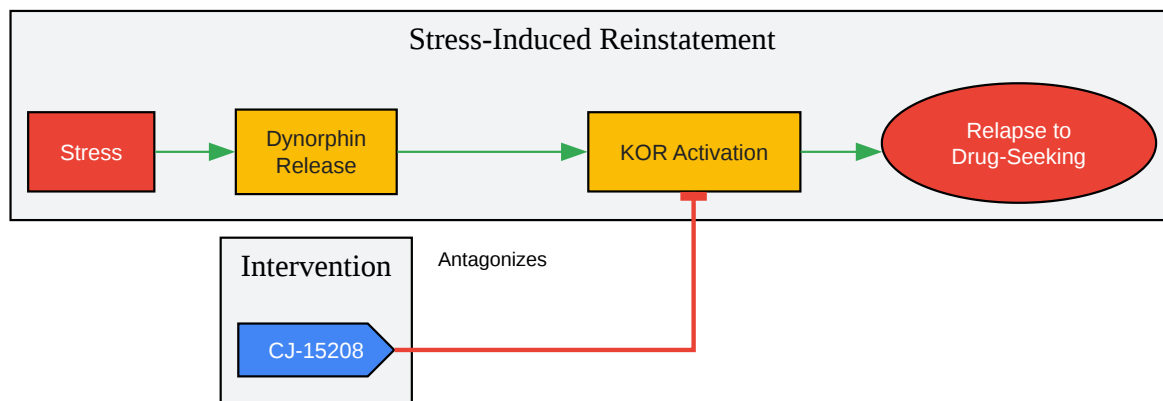 Stress-Induced Reinstatement
Stress
Dynorphin
Release
KOR Activation
Relapse to
Drug-Seeking
Intervention
Antagonizes
CJ-15208